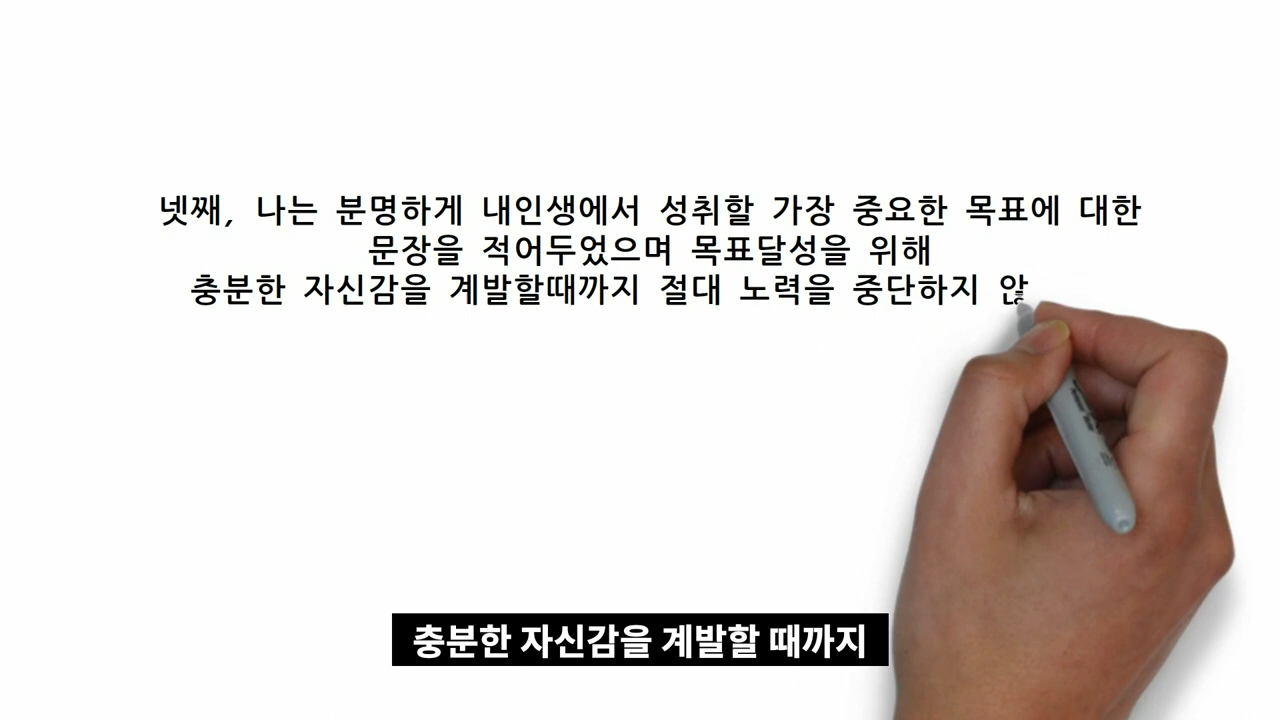 넷째, 나는 분명하게 내인생에서 성취할 가장 중요한 목표에 대한
문장을 적어두었으며 목표달성을 위해
충분한 자신감을 계발할때까지 절대 노력을 중단하지
충분한 자신감을 계발할 때까지